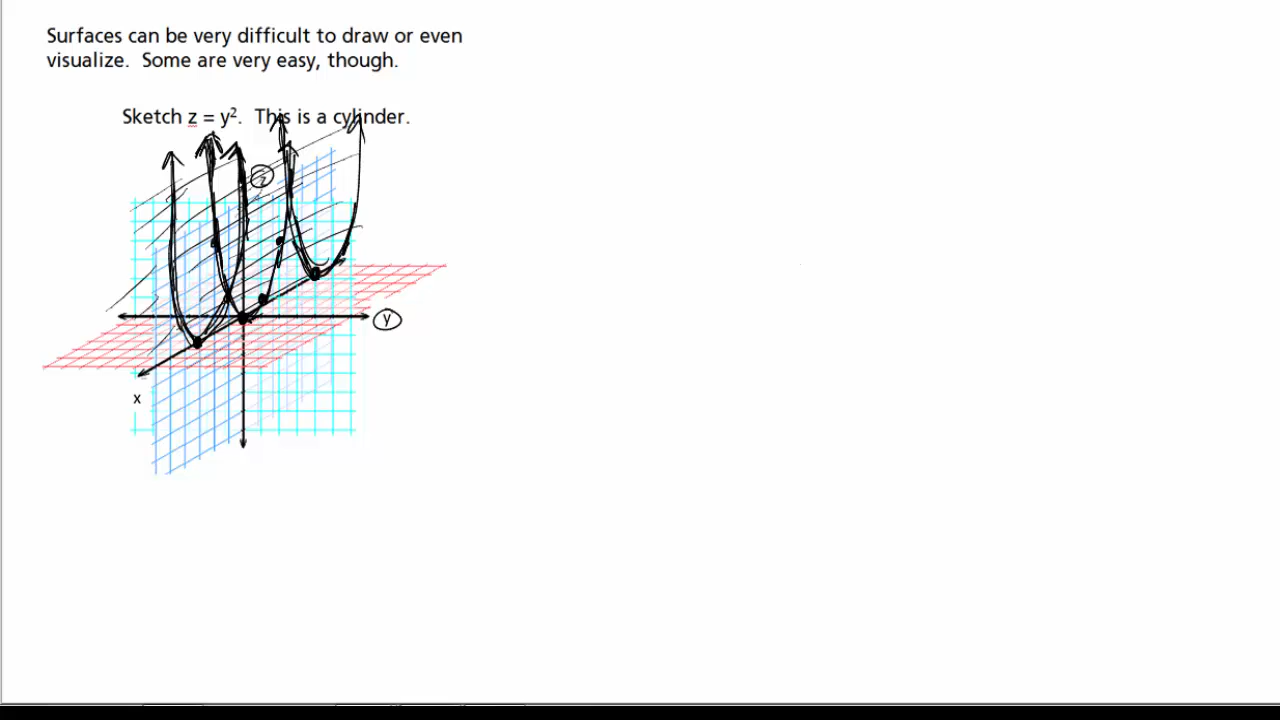 Surfaces can be very difficult to draw or even
visualize. Some are very easy, though.
Sketch z = y². This is a cylinder.
z
y
x